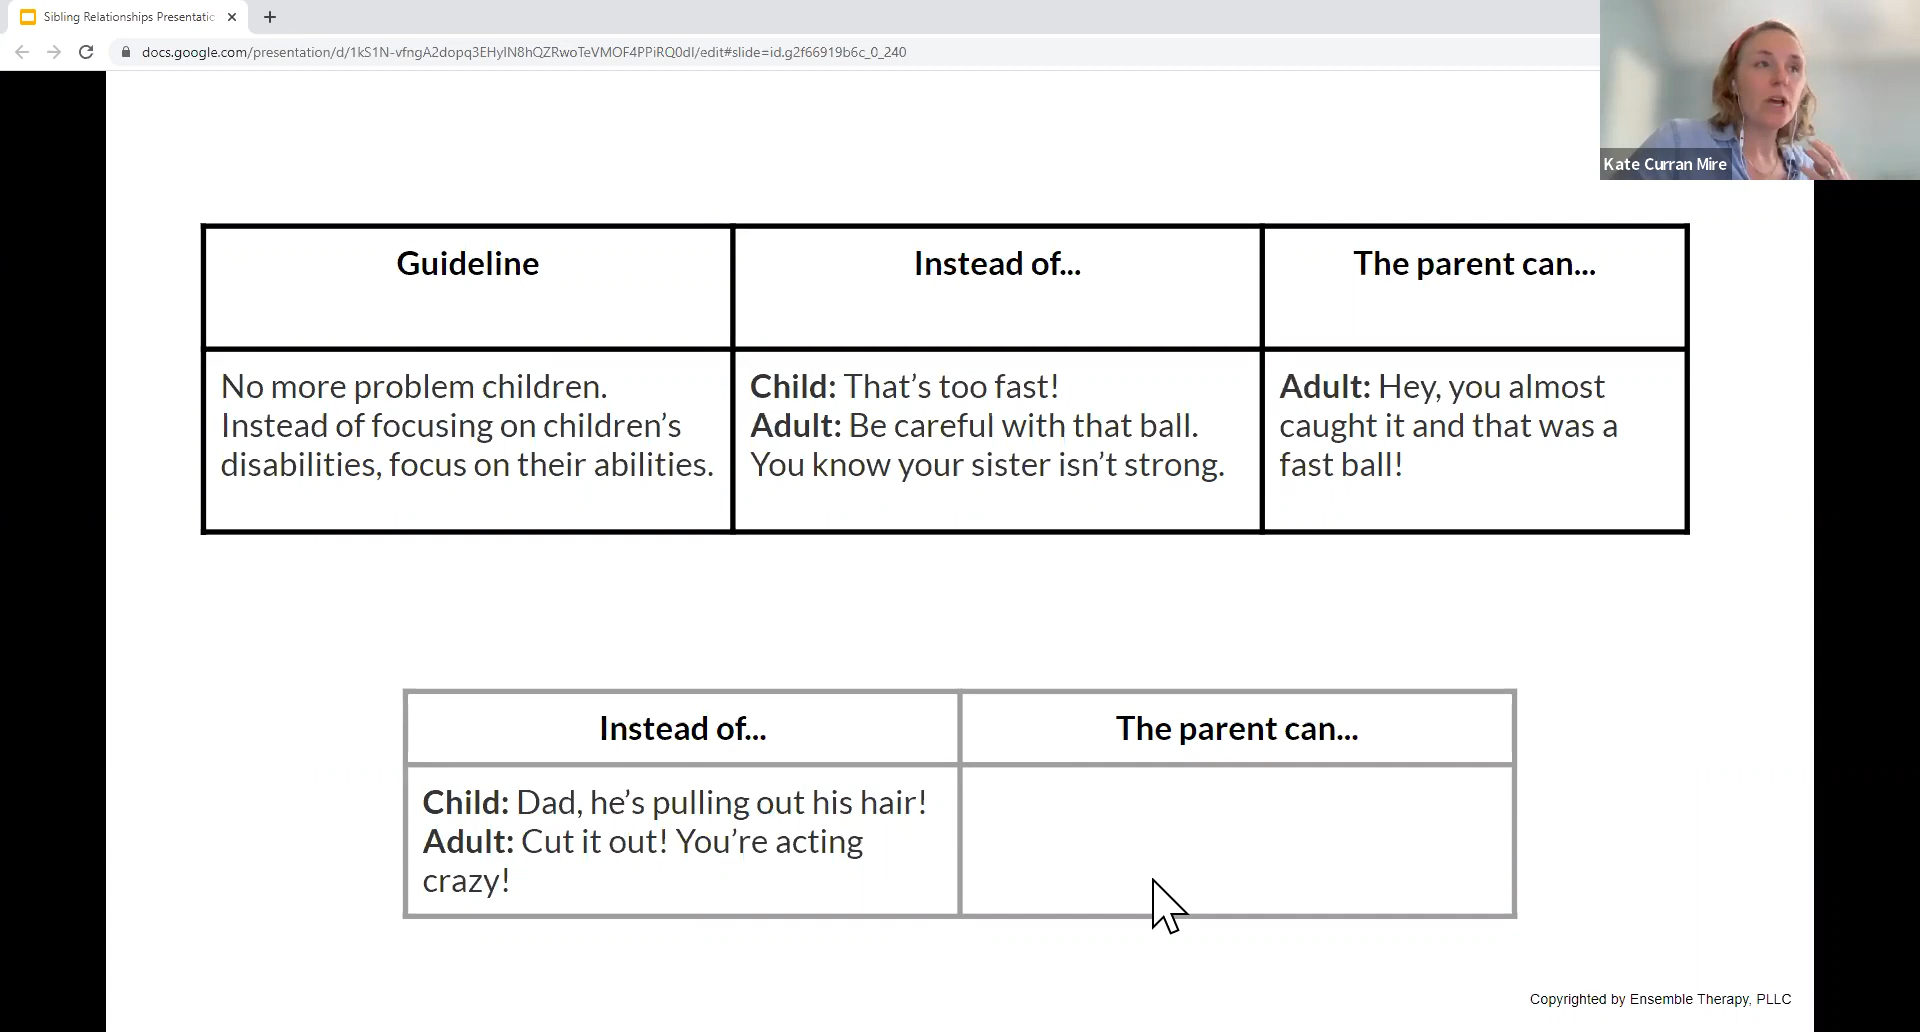 Sibling Relationships Presentatio
docs.google.com/presentation/d/1kS1N-vfngA2dopq3EHyIN8hQZRwoTeVMOF4PPiRQ0dI/edit#slide=id.g2f66919b6c_0_240
Kate Curran Mire
Guideline
Instead of...
The parent can...
No more problem children.
Instead of focusing on children’s
disabilities, focus on their abilities.
Child: That’s too fast!
Adult: Be careful with that ball.
You know your sister isn’t strong.
Adult: Hey, you almost
caught it and that was a
fast ball!
Instead of...
The parent can...
Child: Dad, he’s pulling out his hair!
Adult: Cut it out! You’re acting
crazy!
Copyrighted by Ensemble Therapy, PLLC